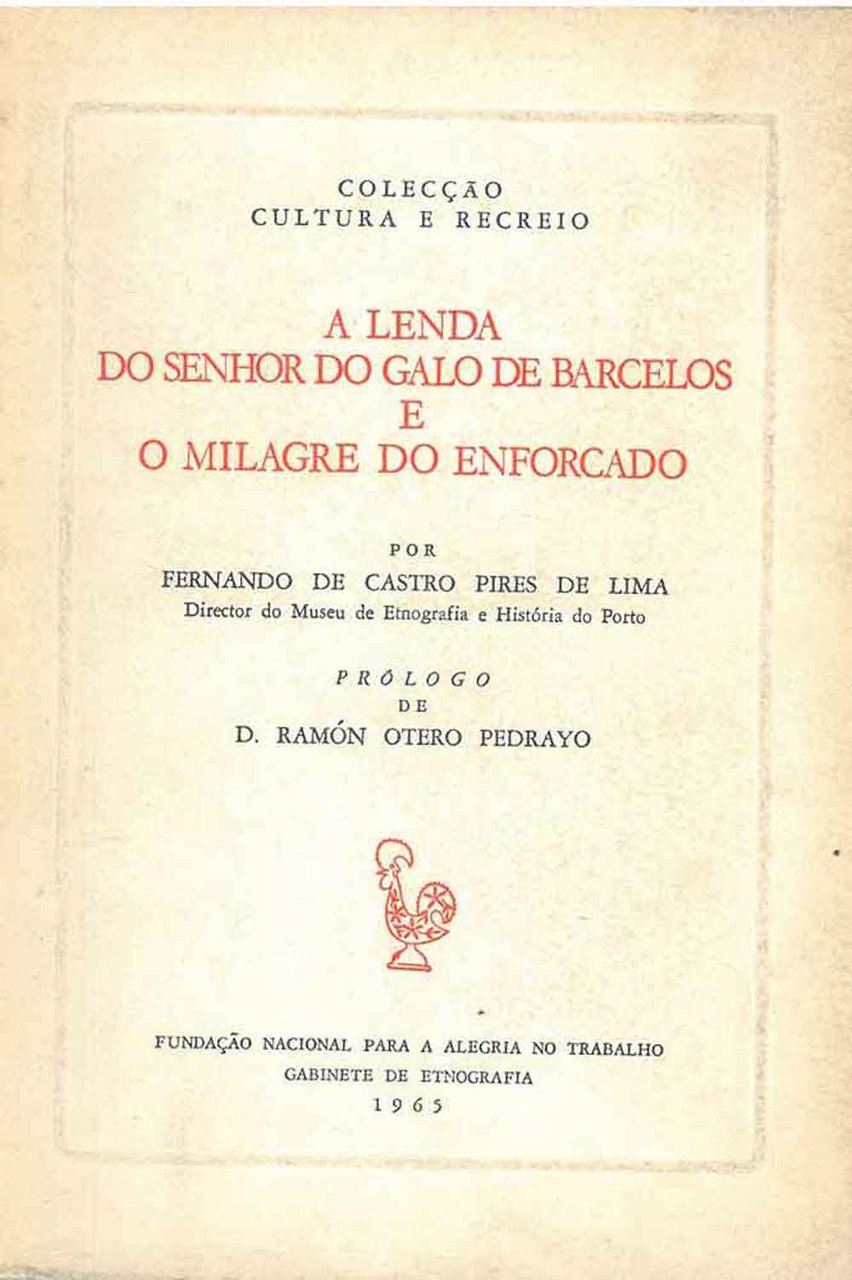 COLECÇÃO
CULTURA E RECREIO
A LENDA
DO SENHOR DO GALO DE BARCELOS
E
O MILAGRE DO ENFORCADO
POR
FERNANDO DE CASTRO PIRES DE LIMA
Director do Museu de Etnografia e História do Porto
PRÓLOGO
DE
D. RAMÓN OTERO PEDRAYO
FUNDAÇÃO NACIONAL PARA A ALEGRIA NO TRABALHO
GABINETE DE ETNOGRAFIA
1965